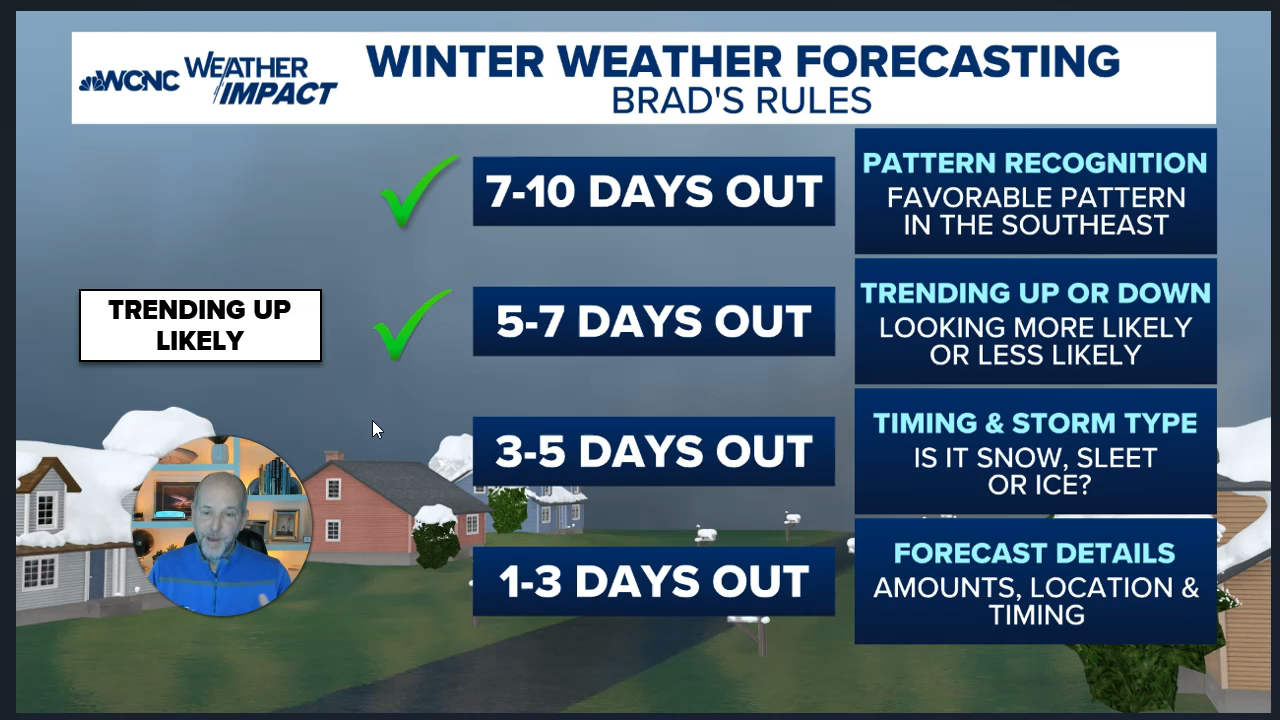 WCNC WEATHER IMPACT
WINTER WEATHER FORECASTING
BRAD'S RULES
7-10 DAYS OUT
PATTERN RECOGNITION
FAVORABLE PATTERN
IN THE SOUTHEAST
TRENDING UP
LIKELY
5-7 DAYS OUT
TRENDING UP OR DOWN
LOOKING MORE LIKELY
OR LESS LIKELY
3-5 DAYS OUT
TIMING & STORM TYPE
IS IT SNOW, SLEET
OR ICE?
1-3 DAYS OUT
FORECAST DETAILS
AMOUNTS, LOCATION &
TIMING